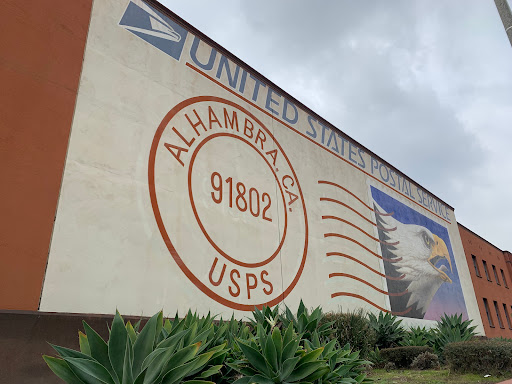 UNITED STATES POSTAL SERVICE
ALHAMBRA, CA.
91802
USPS